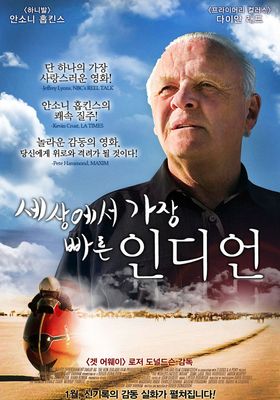 <하니발>
안소니 홉킨스
<프라이머리 컬러스>
다이안 래드
단 하나의 가장
사랑스러운 영화!
-Jeffrey Lyons, NBC's REEL TALK
안소니 홉킨스의
쾌속 질주!
-Kevin Crust, LA TIMES
놀라운 감동의 영화,
당신에게 위로와 격려가 될 것이다!
-Pete Hammond, MAXIM
세상에서 가장
빠른 인디언
<겟 어웨이> 로저 도널드슨 감독
1월, 신기록의 감동 실화가 펼쳐집니다!